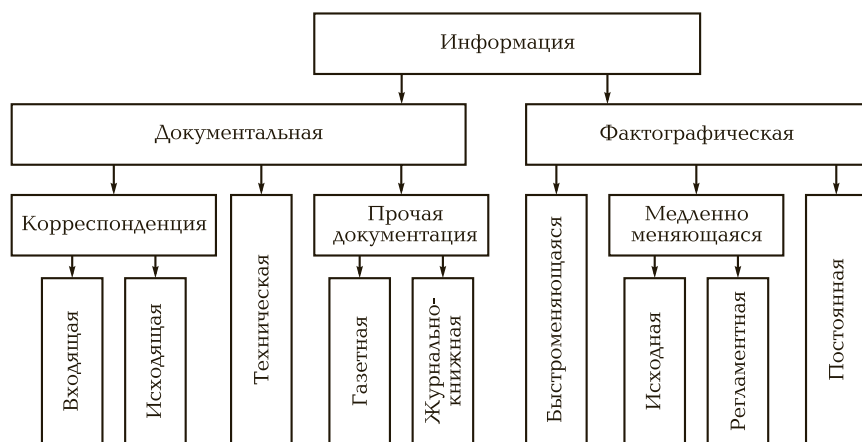 Информация
Документальная
Фактографическая
Корреспонденция
Техническая
Прочая
документация
Быстроменяющаяся
Медленно
меняющаяся
Постоянная
Входящая
Исходящая
Газетная
Журнально-
книжная
Исходная
Регламентная